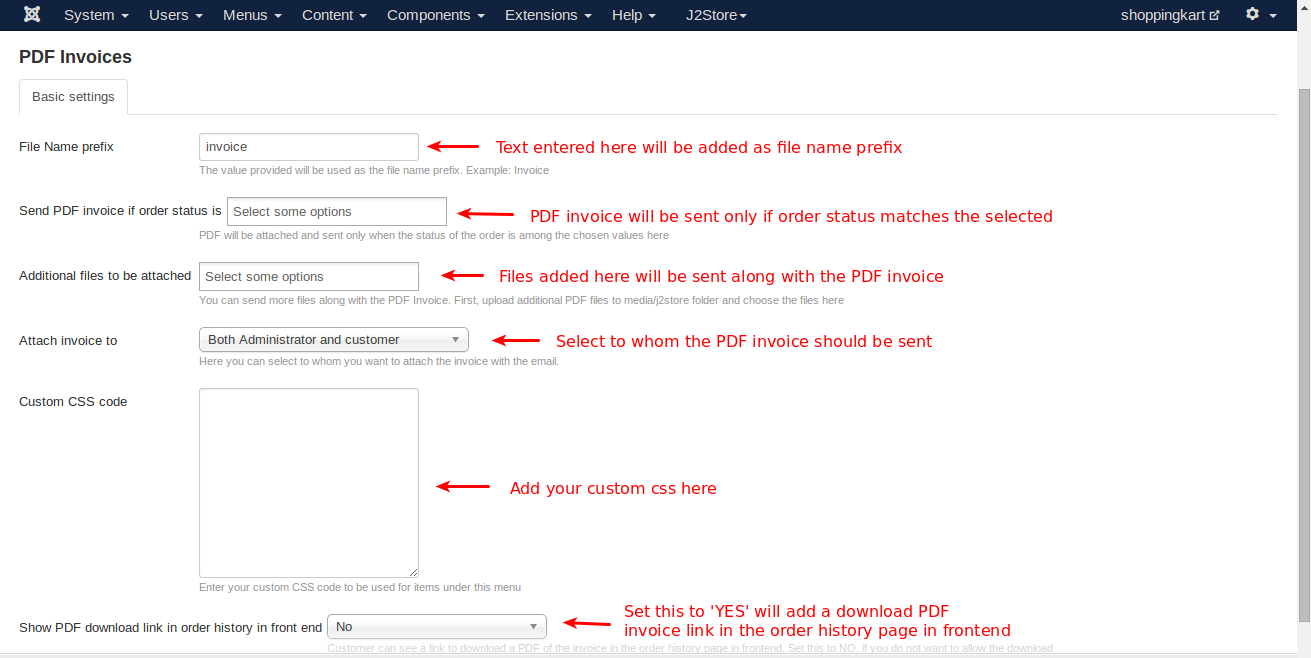 System Users Menus Content Components Extensions Help J2Store shoppingkart
PDF Invoices
Basic settings
File Name prefix invoice Text entered here will be added as file name prefix
The value provided will be used as the file name prefix. Example: Invoice
Send PDF invoice if order status is Select some options PDF invoice will be sent only if order status matches the selected
PDF will be attached and sent only when the status of the order is among the chosen values here
Additional files to be attached Select some options Files added here will be sent along with the PDF invoice
You can send more files along with the PDF Invoice. First, upload additional PDF files to media/j2store folder and choose the files here
Attach invoice to Both Administrator and customer Select to whom the PDF invoice should be sent
Here you can select to whom you want to attach the invoice with the email.
Custom CSS code
Add your custom css here
Enter your custom CSS code to be used for items under this menu
Set this to 'YES' will add a download PDF
Show PDF download link in order history in front end No invoice link in the order history page in frontend
Customer can see a link to download a PDF of the invoice in the order history page in frontend. Set this to NO, if you do not want to allow the download